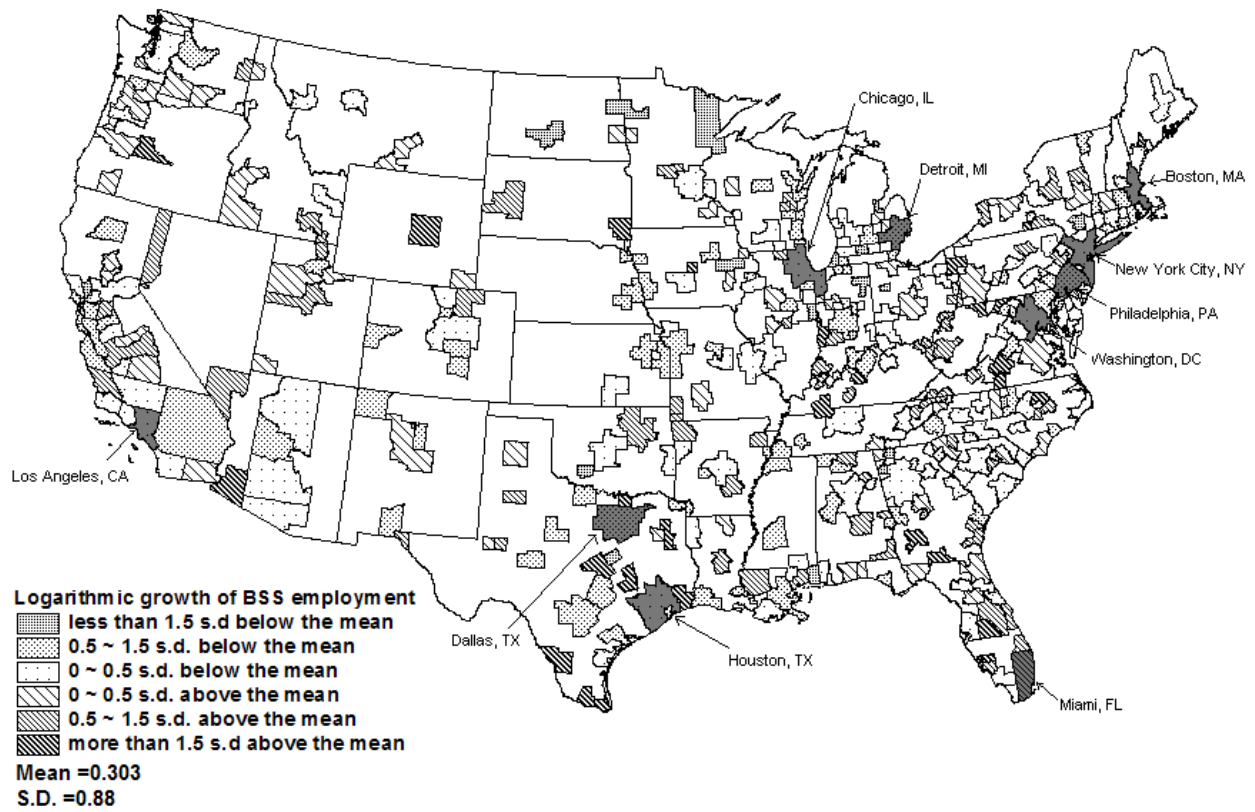 Chicago, IL
Detroit, MI
Boston, MA
New York City, NY
Philadelphia, PA
Washington, DC
Los Angeles, CA
Dallas, TX
Houston, TX
Miami, FL
Logarithmic growth of BSS employment
less than 1.5 s.d below the mean
0.5 ~ 1.5 s.d. below the mean
0 ~ 0.5 s.d. below the mean
0 ~ 0.5 s.d. above the mean
0.5 ~ 1.5 s.d. above the mean
more than 1.5 s.d above the mean
Mean =0.303
S.D. =0.88